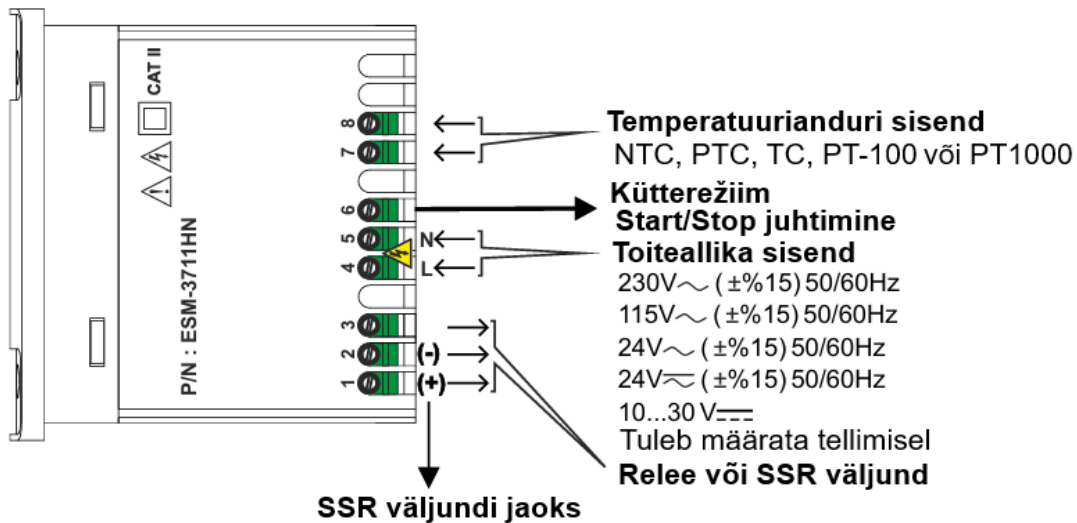 CAT II
P/N : ESM-3711HN
8
7
6
5
4
3
2
1
N
L
(-)
(+)
Temperatuurianduri sisend
NTC, PTC, TC, PT-100 või PT1000
Kütterežiim
Start/Stop juhtimine
Toiteallika sisend
230V～ (±%15) 50/60Hz
115V～ (±%15) 50/60Hz
24V～ (±%15) 50/60Hz
24V⏦ (±%15) 50/60Hz
10...30 V⎓
Tuleb määrata tellimisel
Relee või SSR väljund
SSR väljundi jaoks